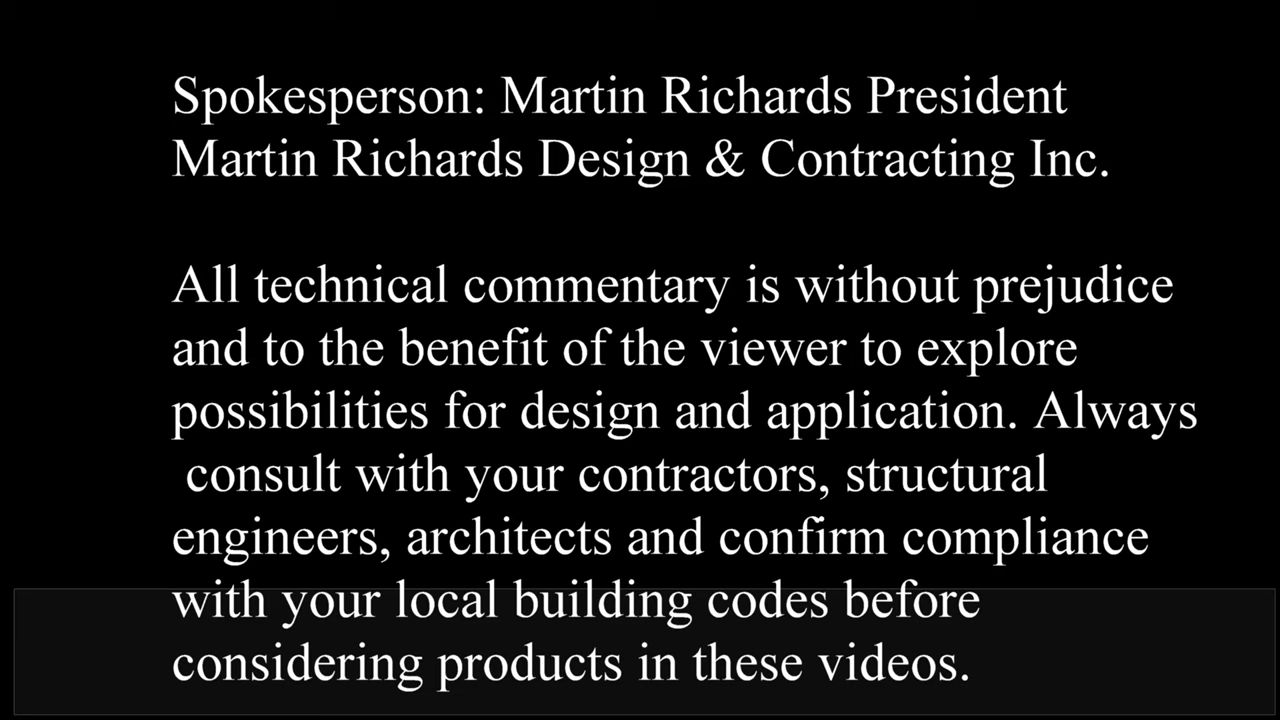 Spokesperson: Martin Richards President
Martin Richards Design & Contracting Inc.
All technical commentary is without prejudice
and to the benefit of the viewer to explore
possibilities for design and application. Always
consult with your contractors, structural
engineers, architects and confirm compliance
with your local building codes before
considering products in these videos.